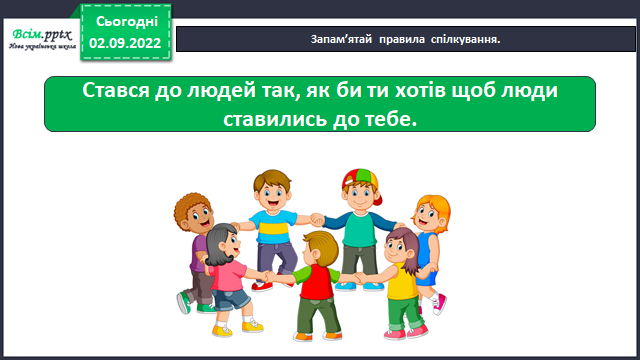 Всім.pptx
Нова українська школа
Сьогодні
02.09.2022
Запам’ятай правила спілкування.
Стався до людей так, як би ти хотів щоб люди
ставились до тебе.